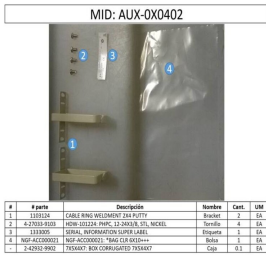 MID: AUX-0X0402
2
3
4
1
# # parte Descripción Nombre Cant. UM
1 1103124 CABLE RING WELDMENT 2X4 PUTTY Bracket 2 EA
2 4-27033-9103 HDW-101224: PHPC, 12-24X3/8, STL, NICKEL Tornillo 4 EA
3 1333005 SERIAL, INFORMATION SUPER LABEL Etiqueta 1 EA
4 NGF-ACC000021 NGF-ACC000021: *BAG CLR 6X10+++ Bolsa 1 EA
- 2-42932-9902 7X5X4X7: BOX CORRUGATED 7X5X4X7 Caja 0.1 EA